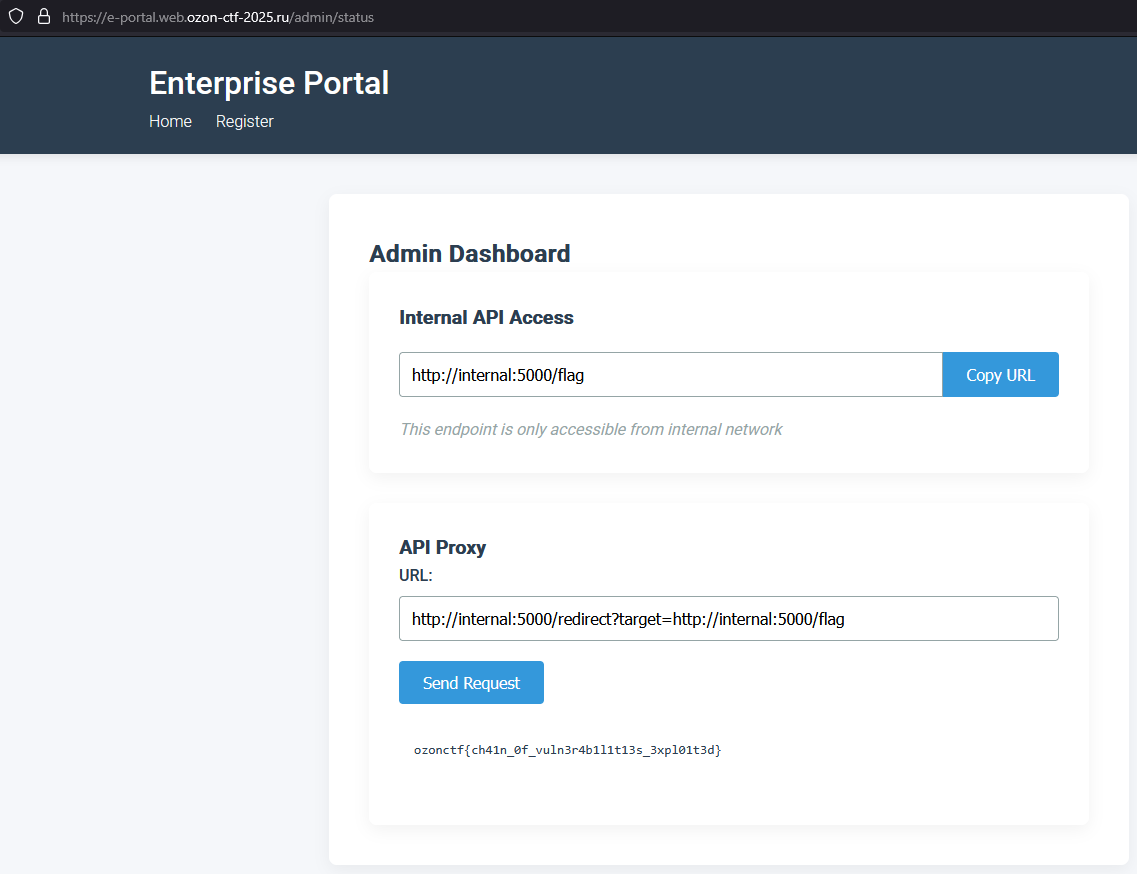 https://e-portal.web.ozon-ctf-2025.ru/admin/status
Enterprise Portal
Home Register
Admin Dashboard
Internal API Access
http://internal:5000/flag Copy URL
This endpoint is only accessible from internal network
API Proxy
URL:
http://internal:5000/redirect?target=http://internal:5000/flag
Send Request
ozonctf{ch41n_0f_vuln3r4b1l1t13s_3xpl01t3d}